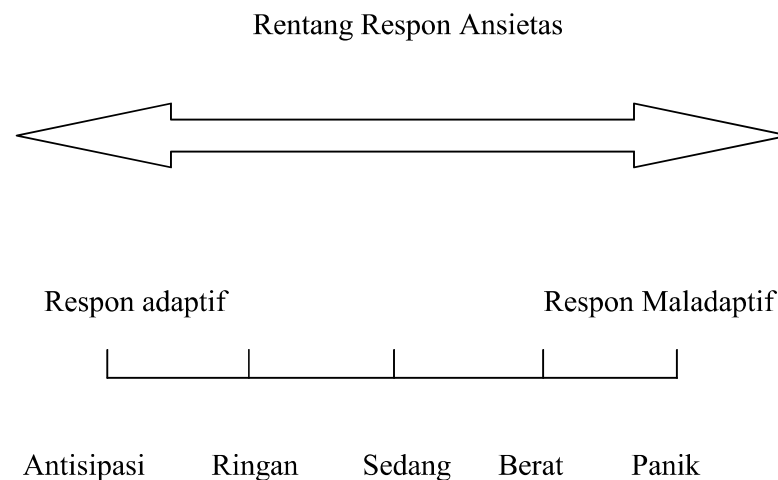 Rentang Respon Ansietas
Respon adaptif Respon Maladaptif
Antisipasi Ringan Sedang Berat Panik